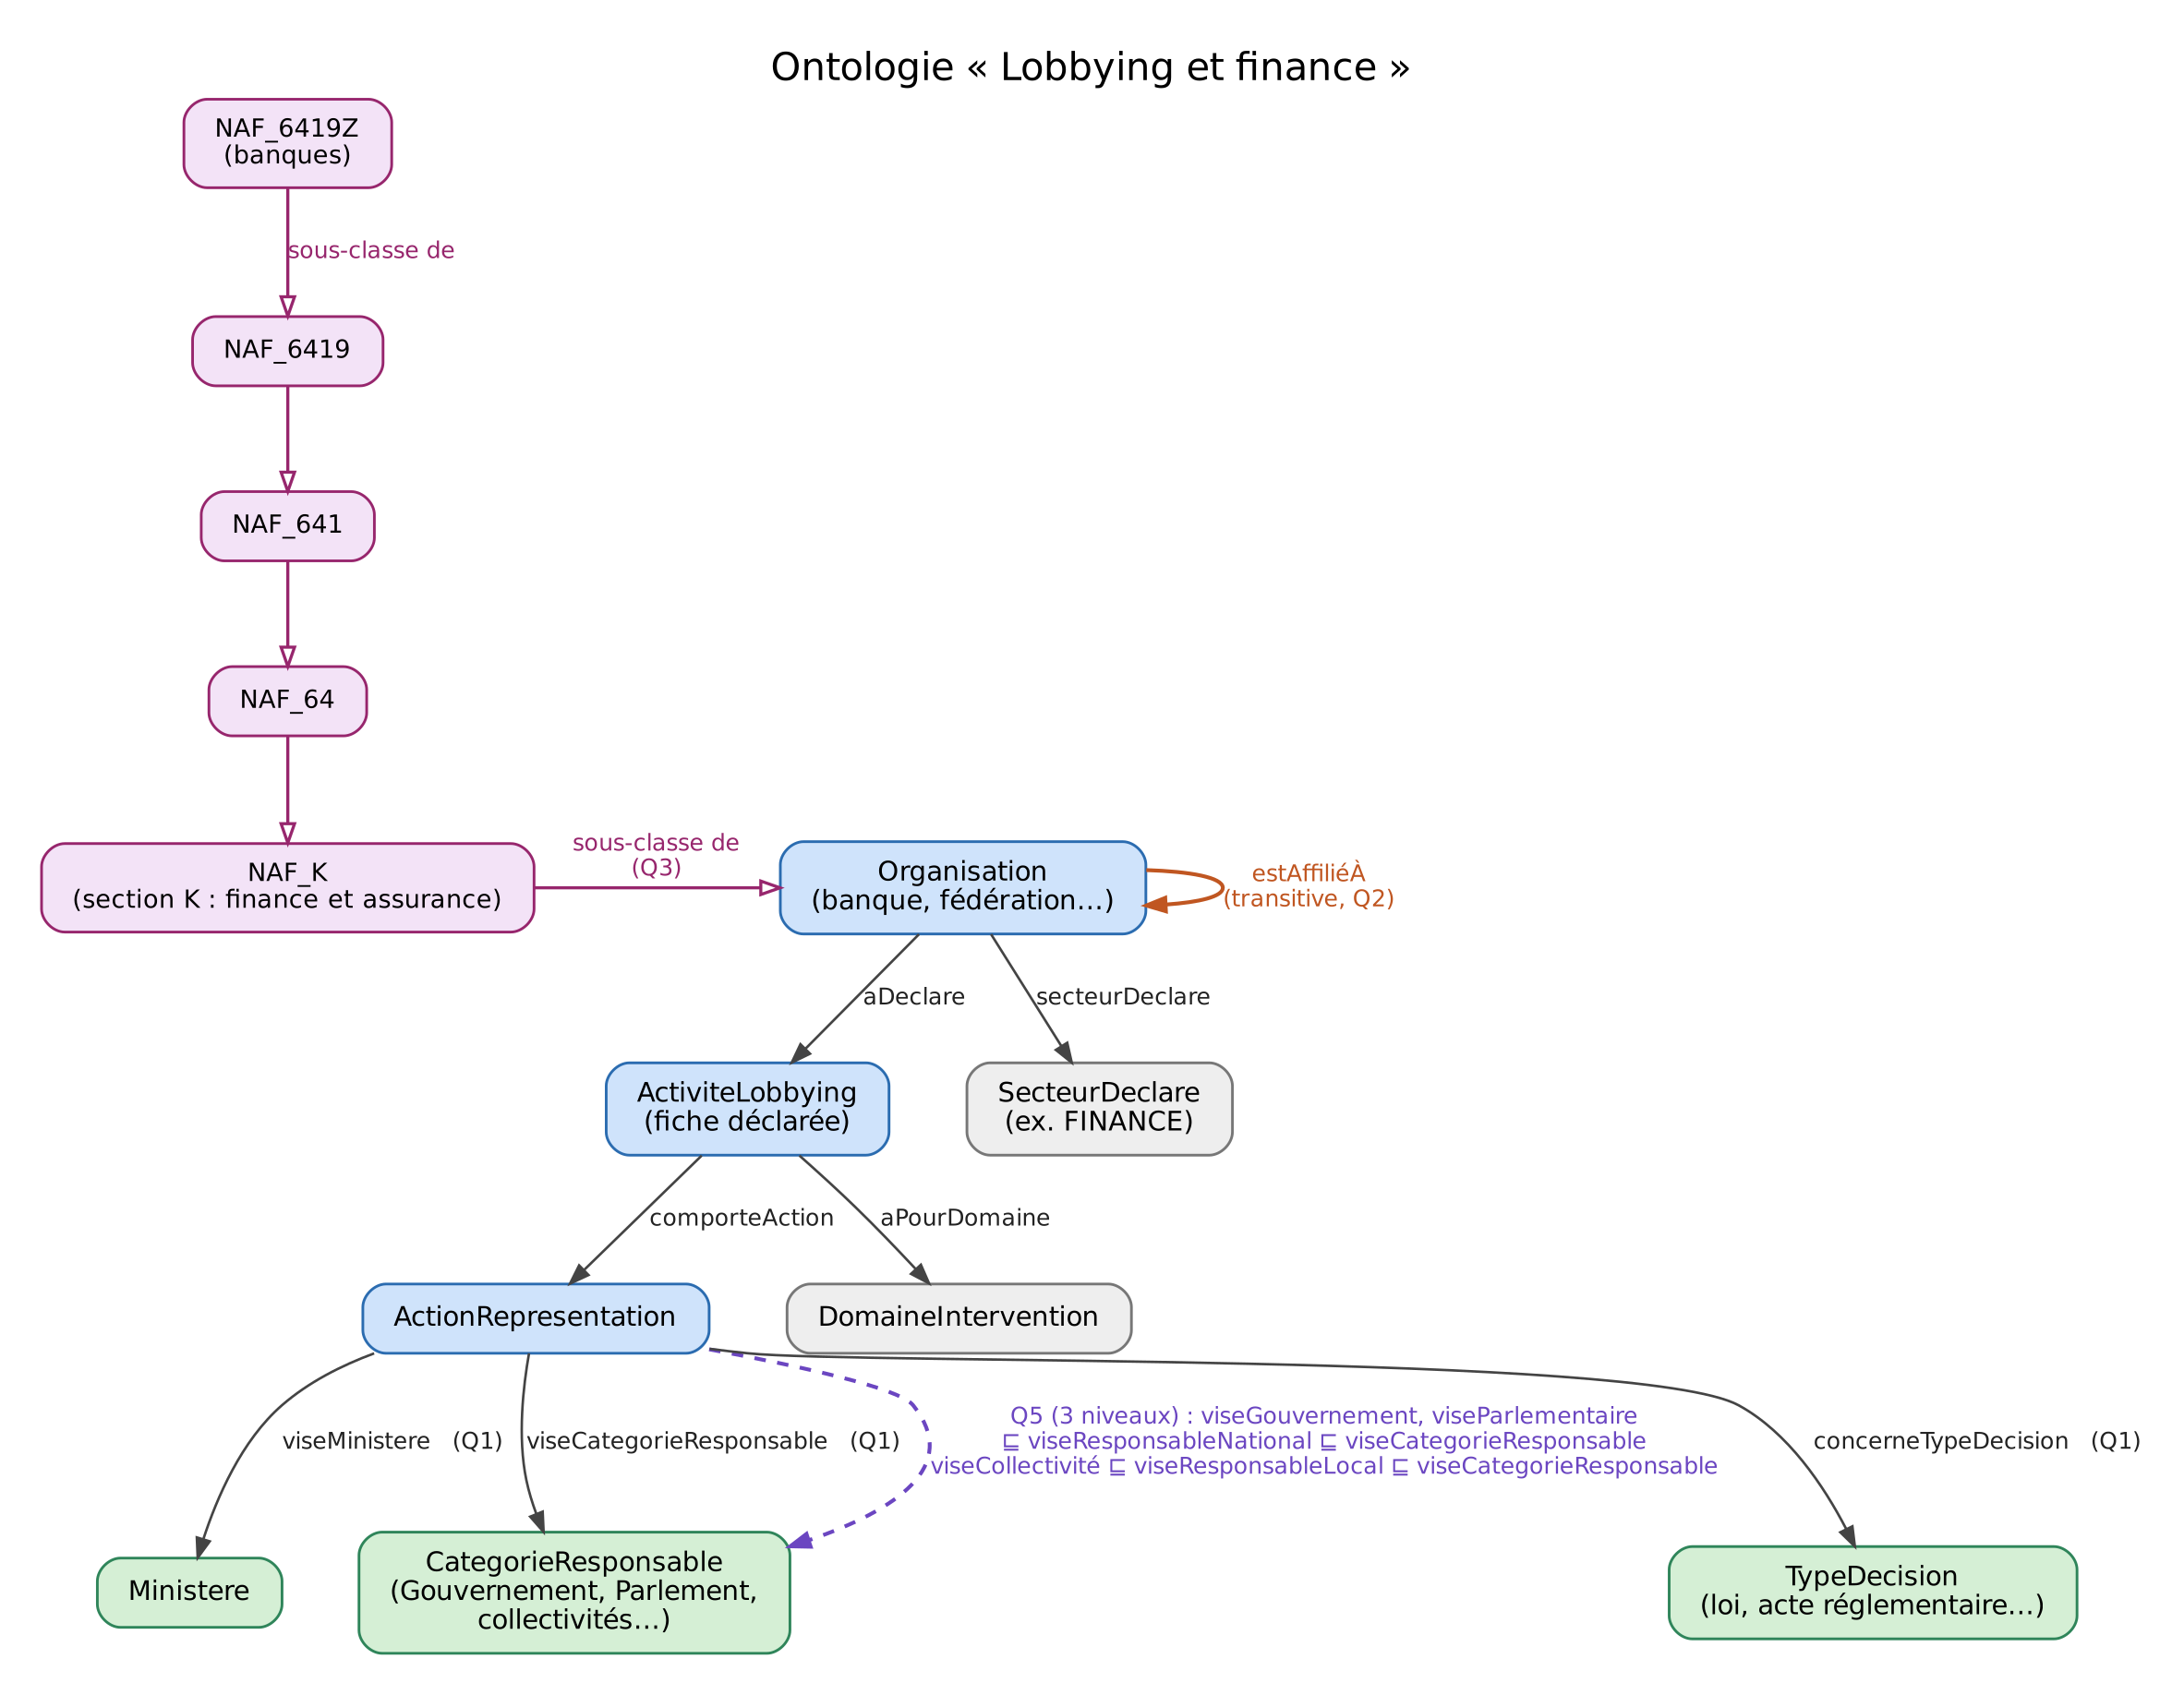 Ontologie « Lobbying et finance »
NAF_6419Z
(banques)
sous-classe de
NAF_6419
NAF_641
NAF_64
NAF_K
(section K : finance et assurance)
sous-classe de
(Q3)
Organisation
(banque, fédération…)
estAffiliéÀ
(transitive, Q2)
aDeclare
secteurDeclare
ActiviteLobbying
(fiche déclarée)
SecteurDeclare
(ex. FINANCE)
comporteAction
aPourDomaine
ActionRepresentation
DomaineIntervention
viseMinistere (Q1)
viseCategorieResponsable (Q1)
Q5 (3 niveaux) : viseGouvernement, viseParlementaire
⊑ viseResponsableNational ⊑ viseCategorieResponsable
viseCollectivité ⊑ viseResponsableLocal ⊑ viseCategorieResponsable
concerneTypeDecision (Q1)
Ministere
CategorieResponsable
(Gouvernement, Parlement,
collectivités…)
TypeDecision
(loi, acte réglementaire…)